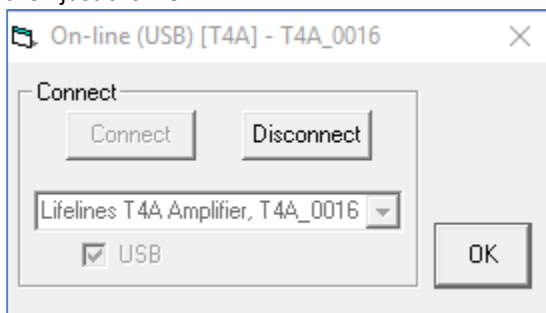 On-line (USB) [T4A] - T4A_0016
Connect
Connect Disconnect
Lifelines T4A Amplifier, T4A_0016
USB
OK